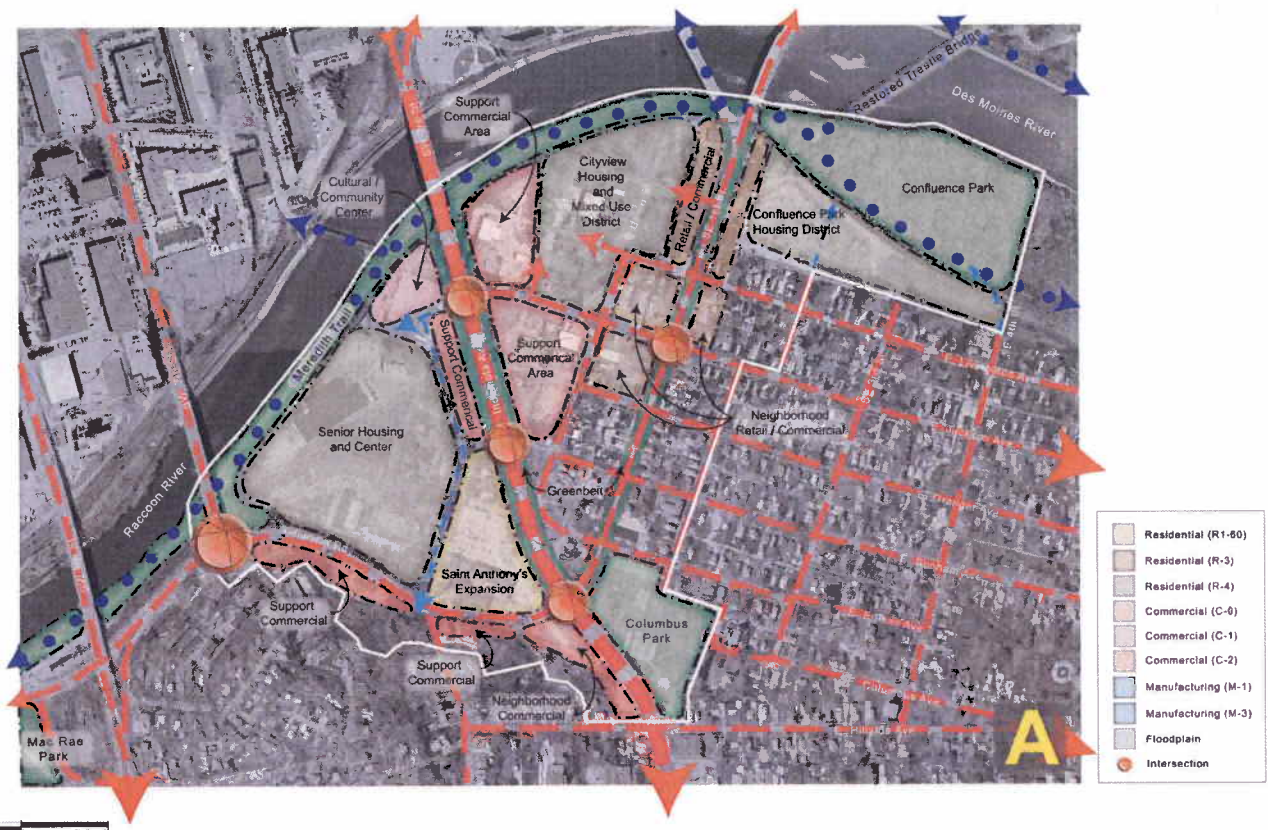 Restored Trestle Bridge
Des Moines River
Support
Commercial
Area
Cityview
Housing
and
Mixed Use
District
Retail / Commercial
Confluence Park
Cultural /
Community
Center
Confluence Park
Housing District
Meredith Trail
Support Commerical
Support
Commerical
Area
Neighborhood
Retail / Commercial
Senior Housing
and Center
Raccoon River
Greenbelt
Saint Anthony's
Expansion
Support
Commercial
Columbus
Park
Support
Commercial
Neighborhood
Commercial
Mac Rae
Park
A
Residential (R1-60)
Residential (R-3)
Residential (R-4)
Commercial (C-0)
Commercial (C-1)
Commercial (C-2)
Manufacturing (M-1)
Manufacturing (M-3)
Floodplain
Intersection